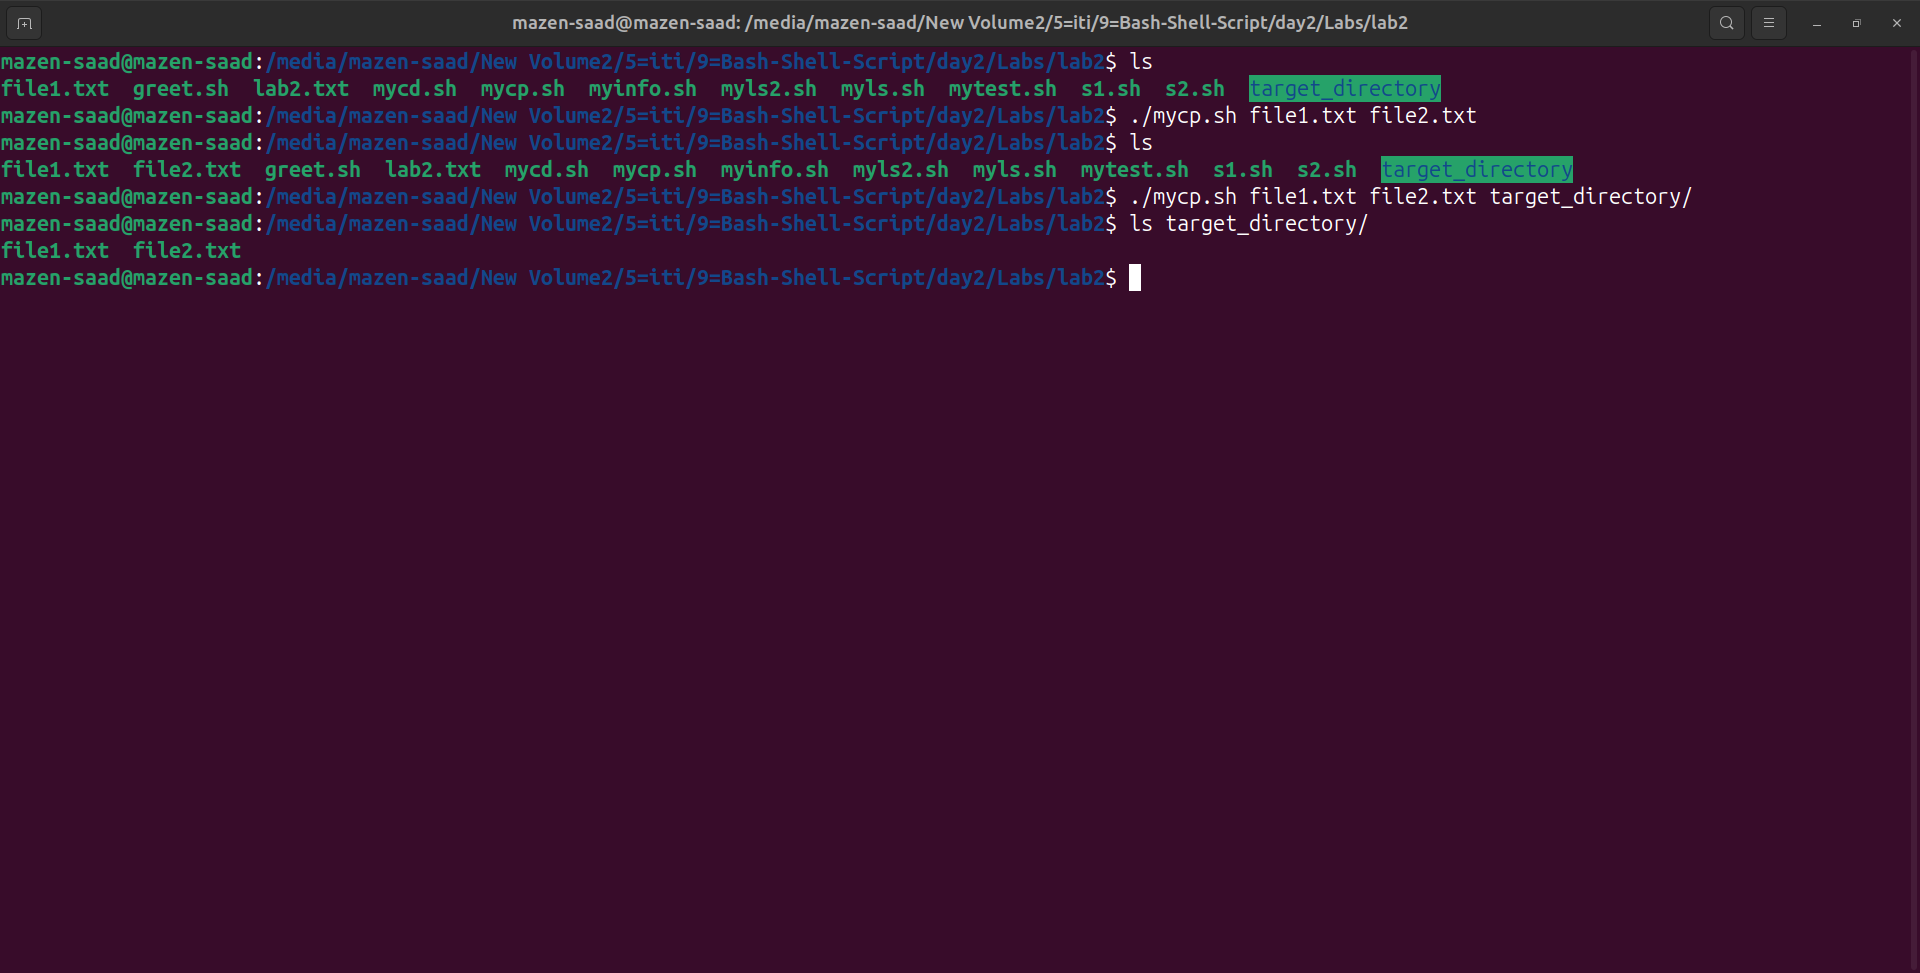 mazen-saad@mazen-saad: /media/mazen-saad/New Volume2/5=iti/9=Bash-Shell-Script/day2/Labs/lab2
mazen-saad@mazen-saad:/media/mazen-saad/New Volume2/5=iti/9=Bash-Shell-Script/day2/Labs/lab2$ ls
file1.txt  greet.sh  lab2.txt  mycd.sh  mycp.sh  myinfo.sh  myls2.sh  myls.sh  mytest.sh  s1.sh  s2.sh  target_directory
mazen-saad@mazen-saad:/media/mazen-saad/New Volume2/5=iti/9=Bash-Shell-Script/day2/Labs/lab2$ ./mycp.sh file1.txt file2.txt
mazen-saad@mazen-saad:/media/mazen-saad/New Volume2/5=iti/9=Bash-Shell-Script/day2/Labs/lab2$ ls
file1.txt  file2.txt  greet.sh  lab2.txt  mycd.sh  mycp.sh  myinfo.sh  myls2.sh  myls.sh  mytest.sh  s1.sh  s2.sh  target_directory
mazen-saad@mazen-saad:/media/mazen-saad/New Volume2/5=iti/9=Bash-Shell-Script/day2/Labs/lab2$ ./mycp.sh file1.txt file2.txt target_directory/
mazen-saad@mazen-saad:/media/mazen-saad/New Volume2/5=iti/9=Bash-Shell-Script/day2/Labs/lab2$ ls target_directory/
file1.txt  file2.txt
mazen-saad@mazen-saad:/media/mazen-saad/New Volume2/5=iti/9=Bash-Shell-Script/day2/Labs/lab2$